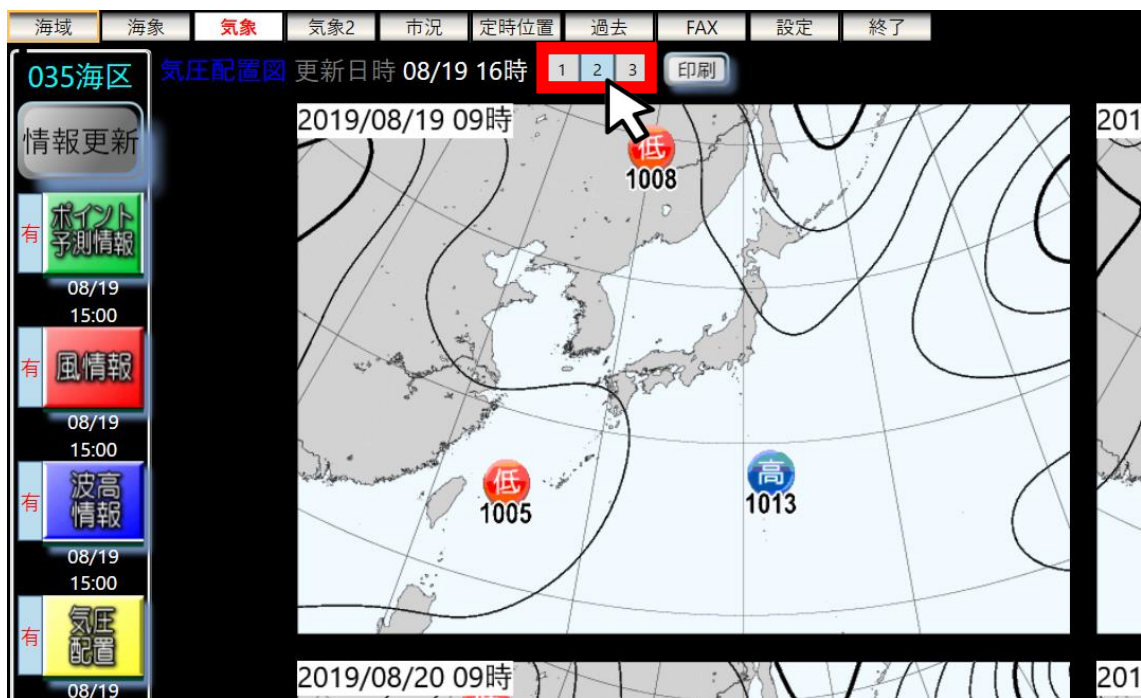 海域 海象 気象 気象2 市況 定時位置 過去 FAX 設定 終了
035海区 気圧配置図 更新日時 08/19 16時 1 2 3 印刷
情報更新
有 ポイント
予測情報
08/19
15:00
有 風情報
08/19
15:00
有 波高
情報
08/19
15:00
有 気圧
配置
08/19
2019/08/19 09時
低
1008
低
1005
高
1013
201
2019/08/20 09時
201